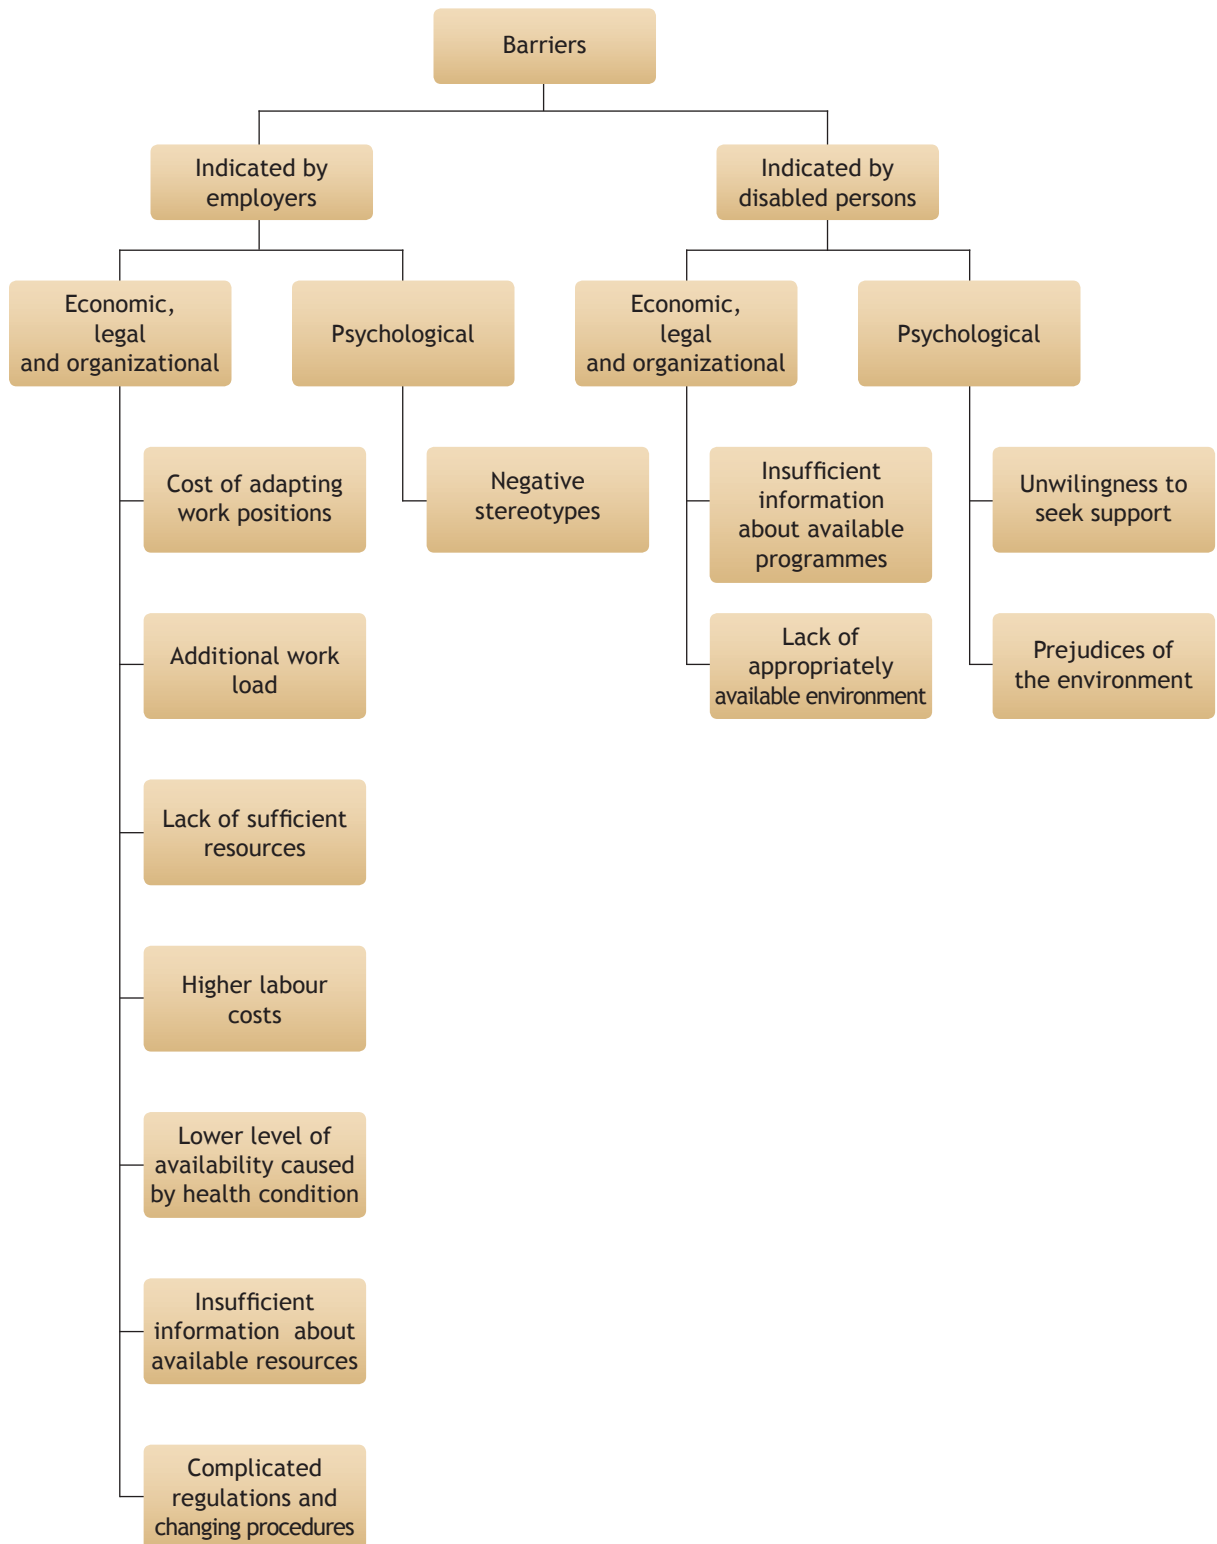 Barriers
Indicated by
employers
Indicated by
disabled persons
Economic,
legal
and organizational
Psychological
Economic,
legal
and organizational
Psychological
Cost of adapting
work positions
Negative
stereotypes
Insufficient
information
about available
programmes
Unwilingness to
seek support
Additional work
load
Lack of
appropriately
available environment
Prejudices of
the environment
Lack of sufficient
resources
Higher labour
costs
Lower level of
availability caused
by health condition
Insufficient
information about
available resources
Complicated
regulations and
changing procedures